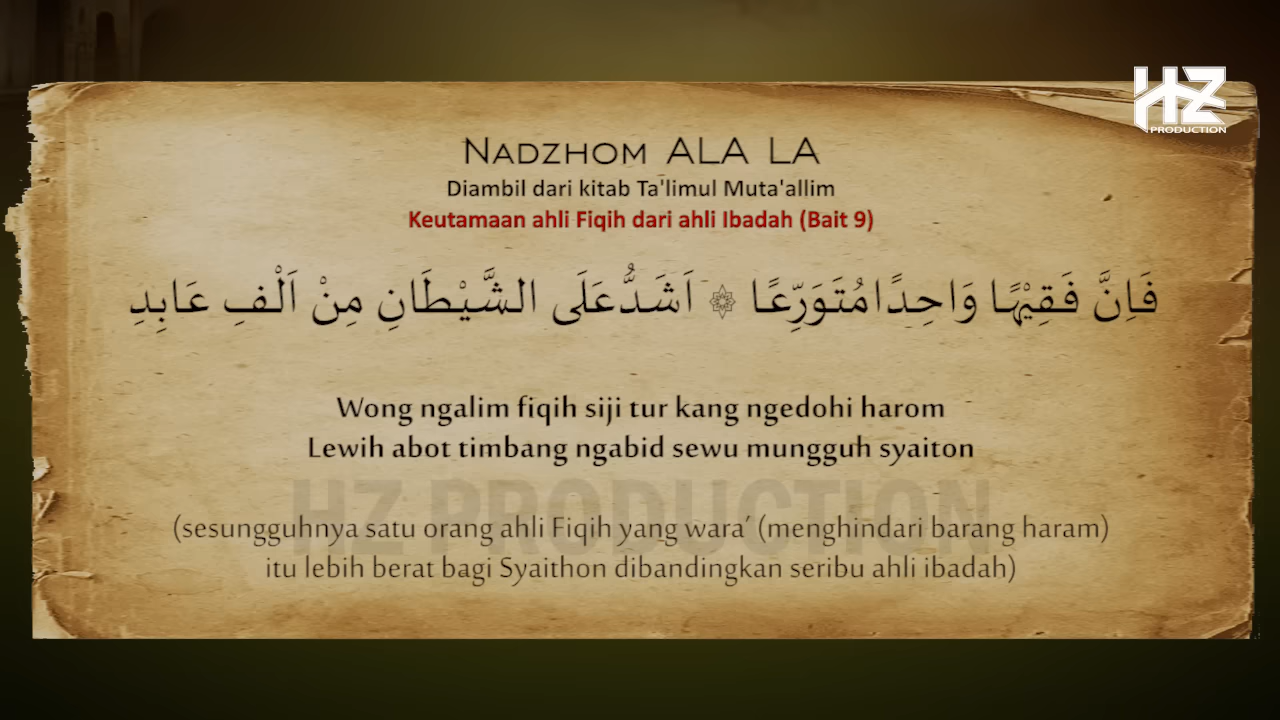 HZ
PRODUCTION
NADZHOM ALA LA
Diambil dari kitab Ta'limul Muta'allim
Keutamaan ahli Fiqih dari ahli Ibadah (Bait 9)
فَاِنَّ فَقِيْهًا وَاحِدًا مُتَوَرِّعًا ۞ اَشَدُّ عَلَى الشَّيْطَانِ مِنْ اَلْفِ عَابِدِ
Wong ngalim fiqih siji tur kang ngedohi harom
Lewih abot timbang ngabid sewu mungguh syaiton
HZ PRODUCTION
(sesungguhnya satu orang ahli Fiqih yang wara’ (menghindari barang haram)
itu lebih berat bagi Syaithon dibandingkan seribu ahli ibadah)